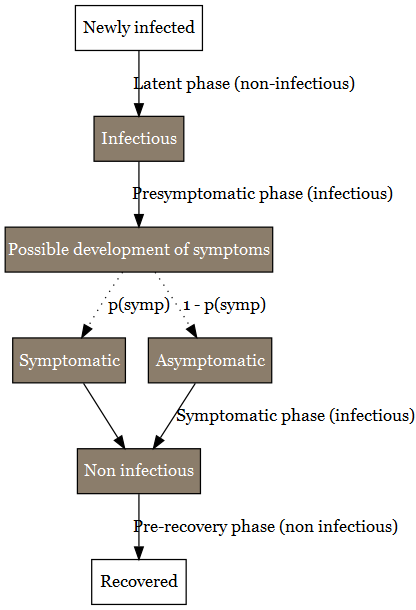 Newly infected
Latent phase (non-infectious)
Infectious
Presymptomatic phase (infectious)
Possible development of symptoms
p(symp)
1 - p(symp)
Symptomatic
Asymptomatic
Symptomatic phase (infectious)
Non infectious
Pre-recovery phase (non infectious)
Recovered